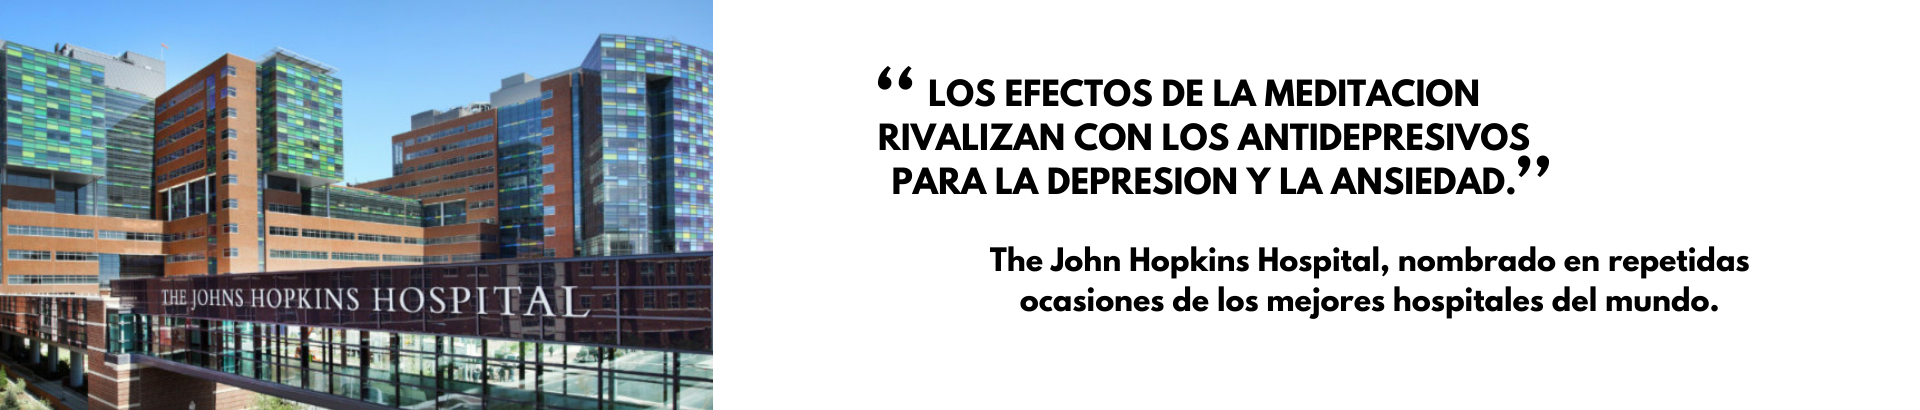 THE JOHNS HOPKINS HOSPITAL
“ LOS EFECTOS DE LA MEDITACION
RIVALIZAN CON LOS ANTIDEPRESIVOS
PARA LA DEPRESION Y LA ANSIEDAD.”
The John Hopkins Hospital, nombrado en repetidas
ocasiones de los mejores hospitales del mundo.